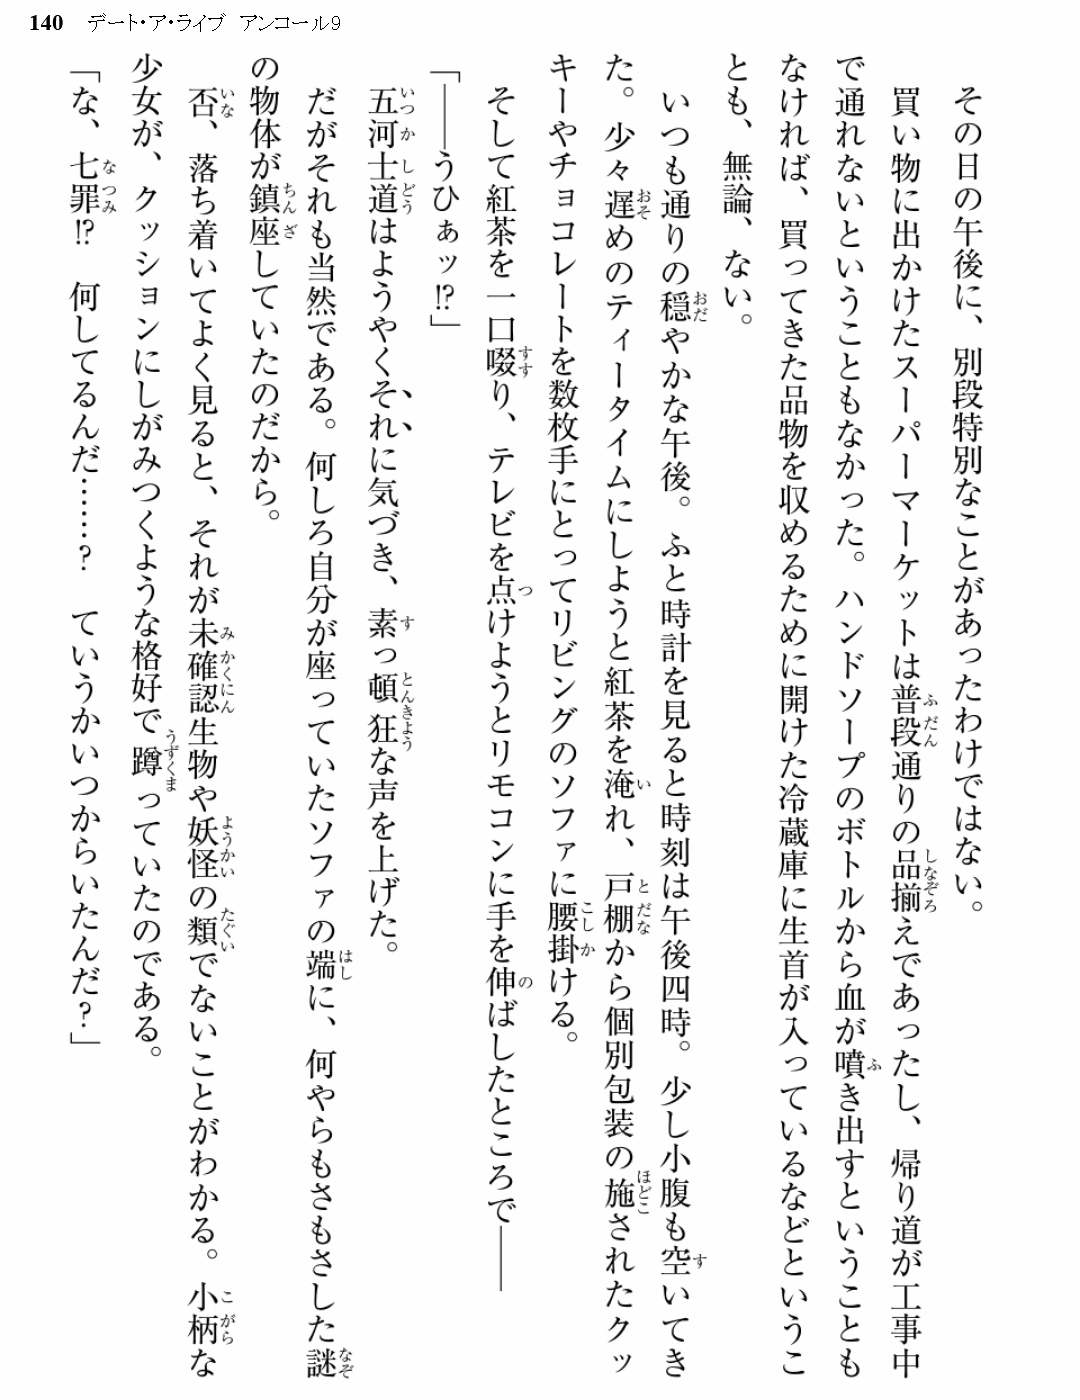 140 デート・ア・ライブ アンコール9
その日の午後に、別段特別なことがあったわけではない。
買い物に出かけたスーパーマーケットは普段通りの品揃えであったし、帰り道が工事中
で通れないということもなかった。ハンドソープのボトルから血が噴き出すということも
なければ、買ってきた品物を収めるために開けた冷蔵庫に生首が入っているなどというこ
とも、無論、ない。
いつも通りの穏やかな午後。ふと時計を見ると時刻は午後四時。少し小腹も空いてき
た。少々遅めのティータイムにしようと紅茶を淹れ、戸棚から個別包装の施されたクッ
キーやチョコレートを数枚手にとってリビングのソファに腰掛ける。
そして紅茶を一口啜り、テレビを点けようとリモコンに手を伸ばしたところで――
「――うひぁッ!?」
五河士道はようやくそれに気づき、素っ頓狂な声を上げた。
だがそれも当然である。何しろ自分が座っていたソファの端に、何やらもさもさした謎
の物体が鎮座していたのだから。
否、落ち着いてよく見ると、それが未確認生物や妖怪の類でないことがわかる。小柄な
少女が、クッションにしがみつくような格好で蹲っていたのである。
「な、七罪!? 何してるんだ……? ていうかいつからいたんだ?」